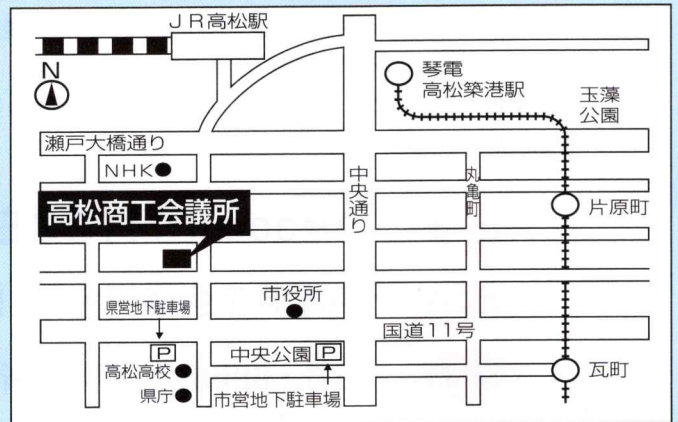 JR高松駅
N
琴電
高松築港駅
玉藻
公園
瀬戸大橋通り
NHK
中央通り
丸亀町
高松商工会議所
片原町
県営地下駐車場
市役所
国道11号
P
中央公園 P
高松高校
瓦町
県庁
市営地下駐車場